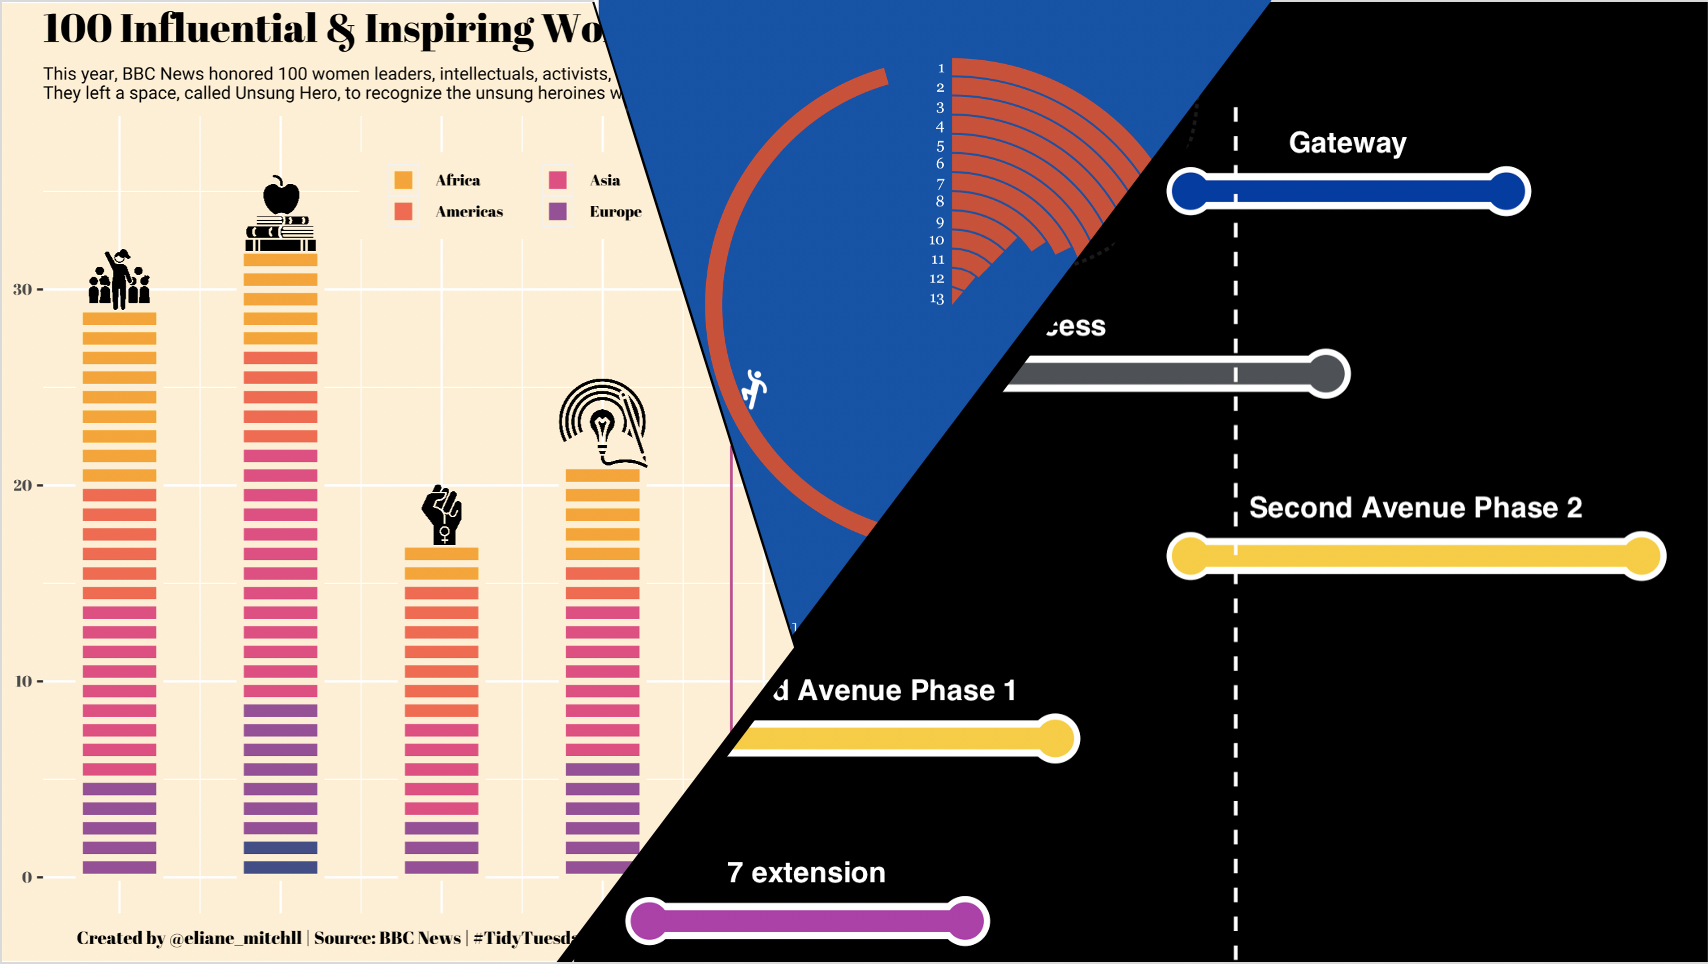 100 Influential & Inspiring
This year, BBC News honored 100 women leaders, intellectuals, activists,
They left a space, called Unsung Hero, to recognize the unsung heroines
Africa
Asia
Americas
Europe
30
20
10
0
Created by @eliane_mitchll | Source: BBC News |
1
2
3
4
5
6
7
8
9
10
11
12
13
Gateway
Second Avenue Phase 2
Avenue Phase 1
7 extension